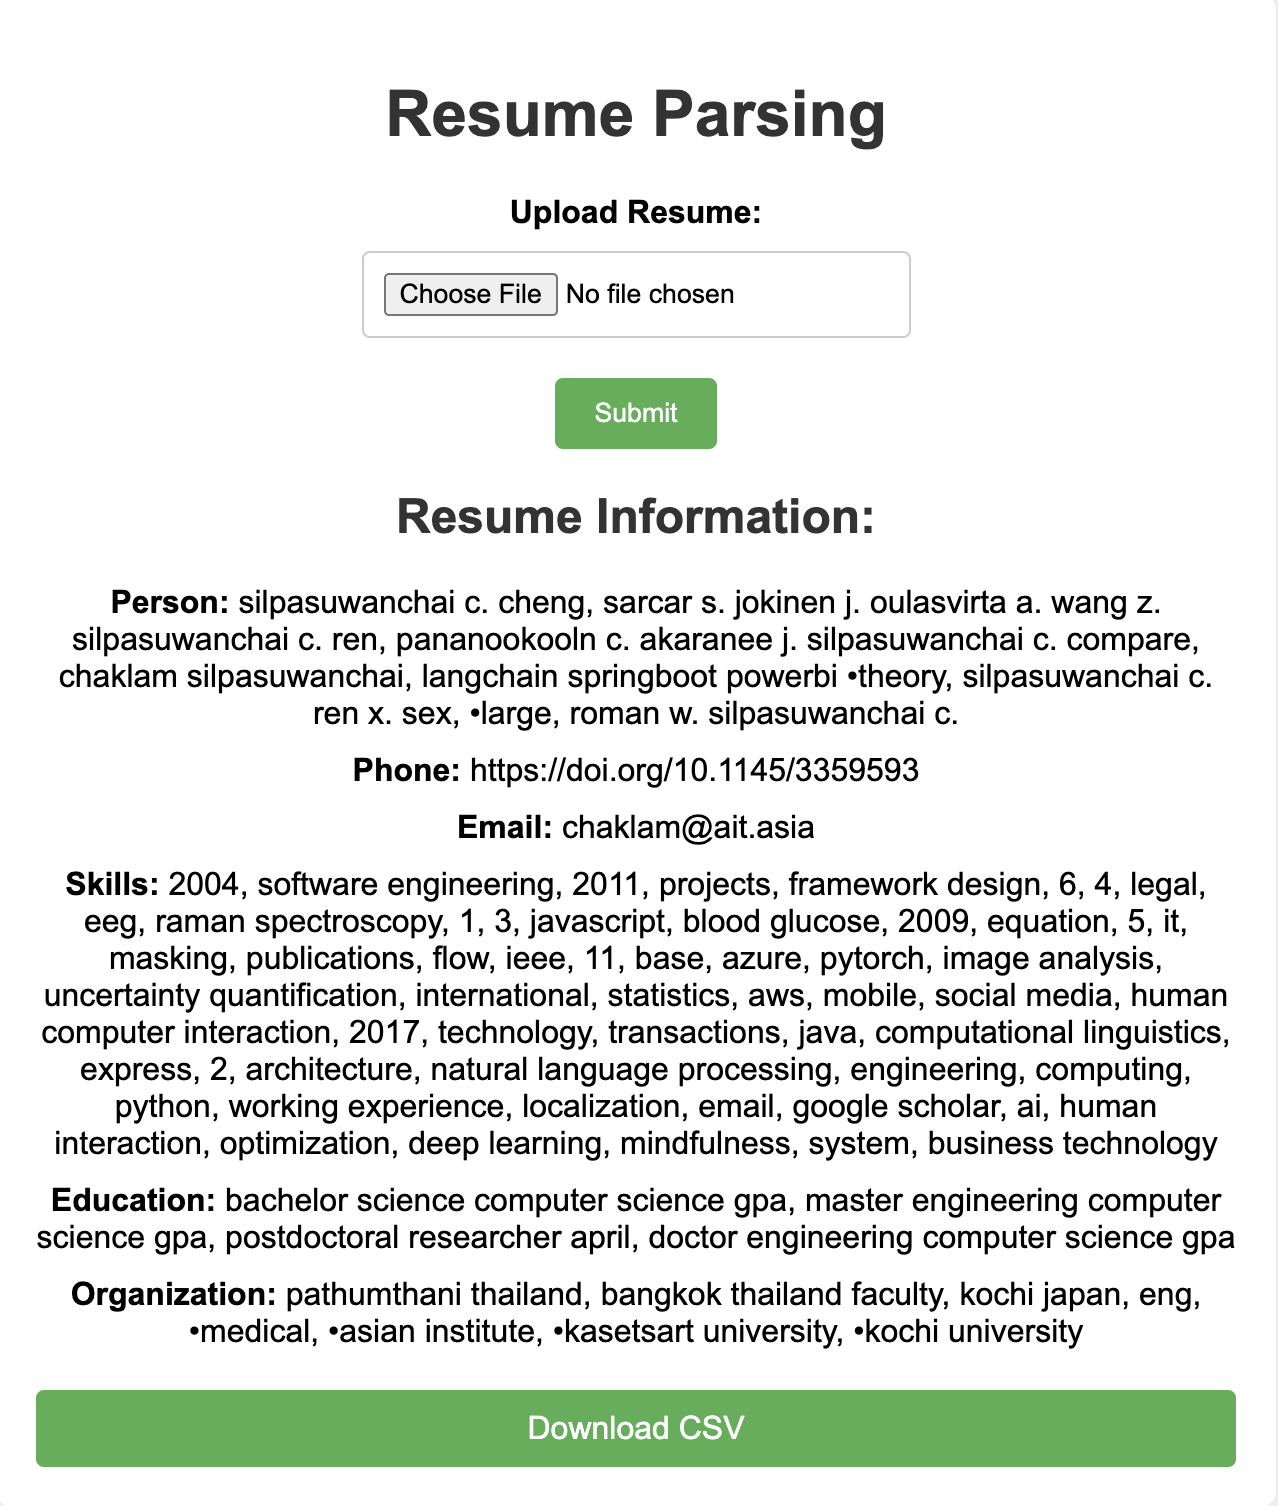 Resume Parsing
Upload Resume:
Choose File No file chosen
Submit
Resume Information:
Person: silpasuwanchai c. cheng, sarcar s. jokinen j. oulasvirta a. wang z.
silpasuwanchai c. ren, pananookooln c. akaranee j. silpasuwanchai c. compare,
chaklam silpasuwanchai, langchain springboot powerbi •theory, silpasuwanchai c.
ren x. sex, •large, roman w. silpasuwanchai c.
Phone: https://doi.org/10.1145/3359593
Email: chaklam@ait.asia
Skills: 2004, software engineering, 2011, projects, framework design, 6, 4, legal,
eeg, raman spectroscopy, 1, 3, javascript, blood glucose, 2009, equation, 5, it,
masking, publications, flow, ieee, 11, base, azure, pytorch, image analysis,
uncertainty quantification, international, statistics, aws, mobile, social media, human
computer interaction, 2017, technology, transactions, java, computational linguistics,
express, 2, architecture, natural language processing, engineering, computing,
python, working experience, localization, email, google scholar, ai, human
interaction, optimization, deep learning, mindfulness, system, business technology
Education: bachelor science computer science gpa, master engineering computer
science gpa, postdoctoral researcher april, doctor engineering computer science gpa
Organization: pathumthani thailand, bangkok thailand faculty, kochi japan, eng,
•medical, •asian institute, •kasetsart university, •kochi university
Download CSV